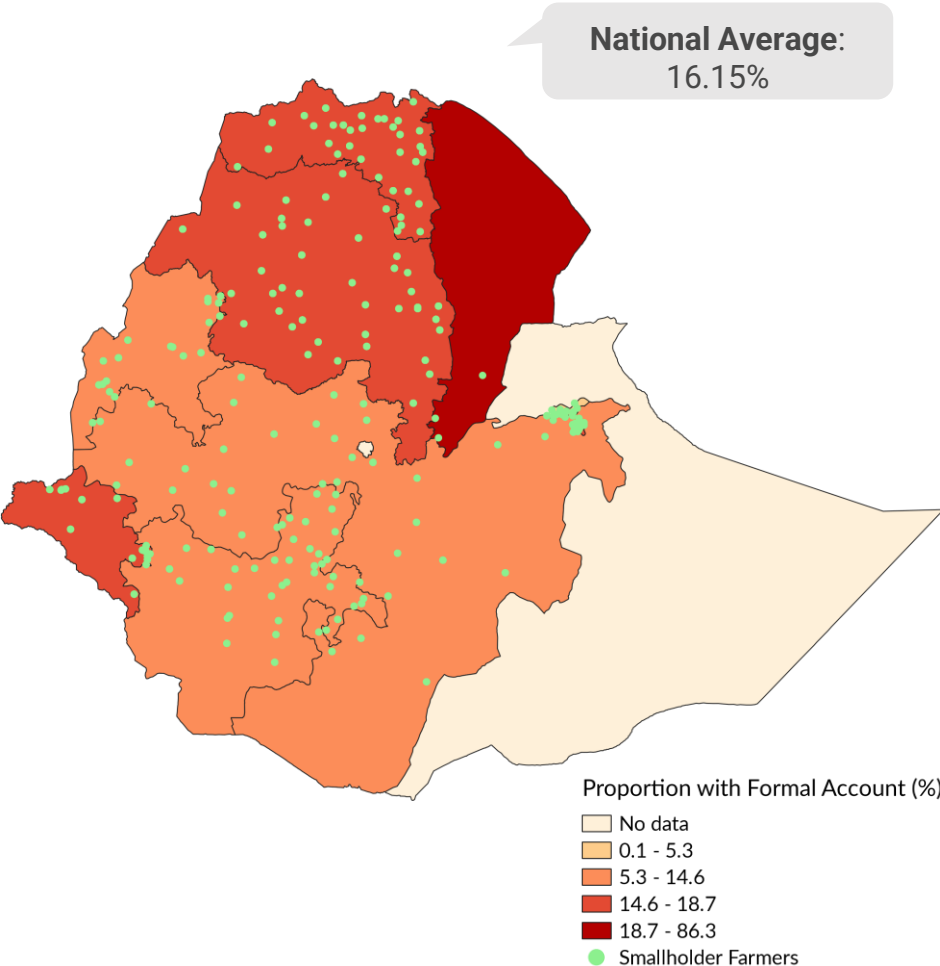 National Average:
16.15%
Proportion with Formal Account (%)
No data
0.1 - 5.3
5.3 - 14.6
14.6 - 18.7
18.7 - 86.3
Smallholder Farmers